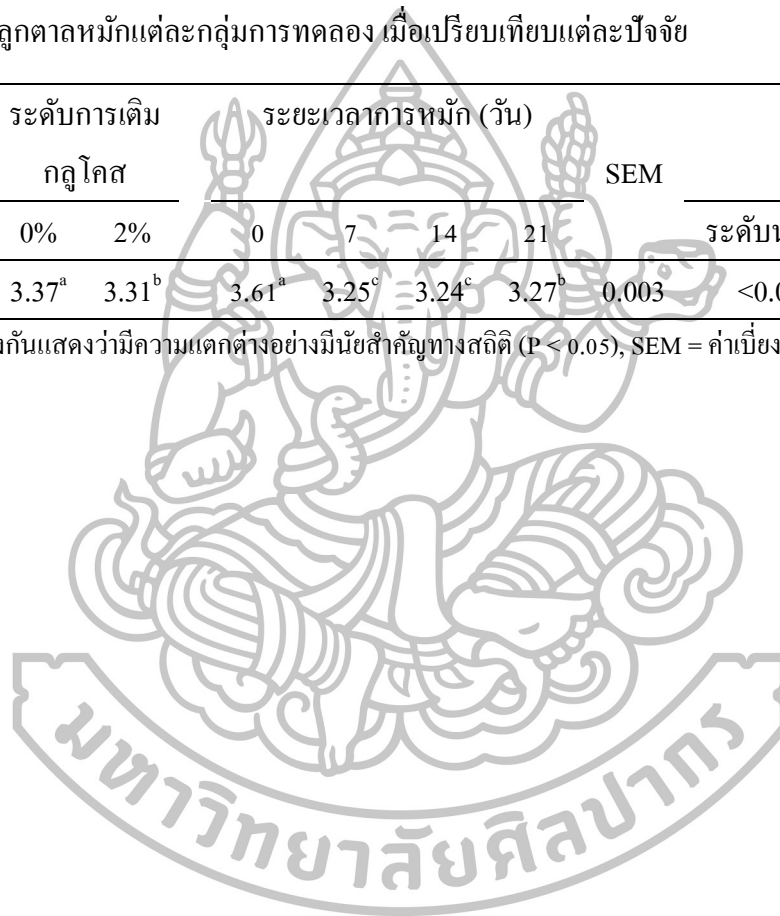 ลูกตาลหมักแต่ละกลุ่มการทดลอง เมื่อเปรียบเทียบแต่ละปัจจัย
ระดับการเติม ระยะเวลาการหมัก (วัน)
กลูโคส SEM
0% 2% 0 7 14 21 ระดับ
3.37ᵃ 3.31ᵇ 3.61ᵃ 3.25ᶜ 3.24ᶜ 3.27ᵇ 0.003 <0.0
งกันแสดงว่ามีความแตกต่างอย่างมีนัยสำคัญทางสถิติ (P < 0.05), SEM = ค่าเบี่ยง
มหาวิทยาลัยศิลปากร